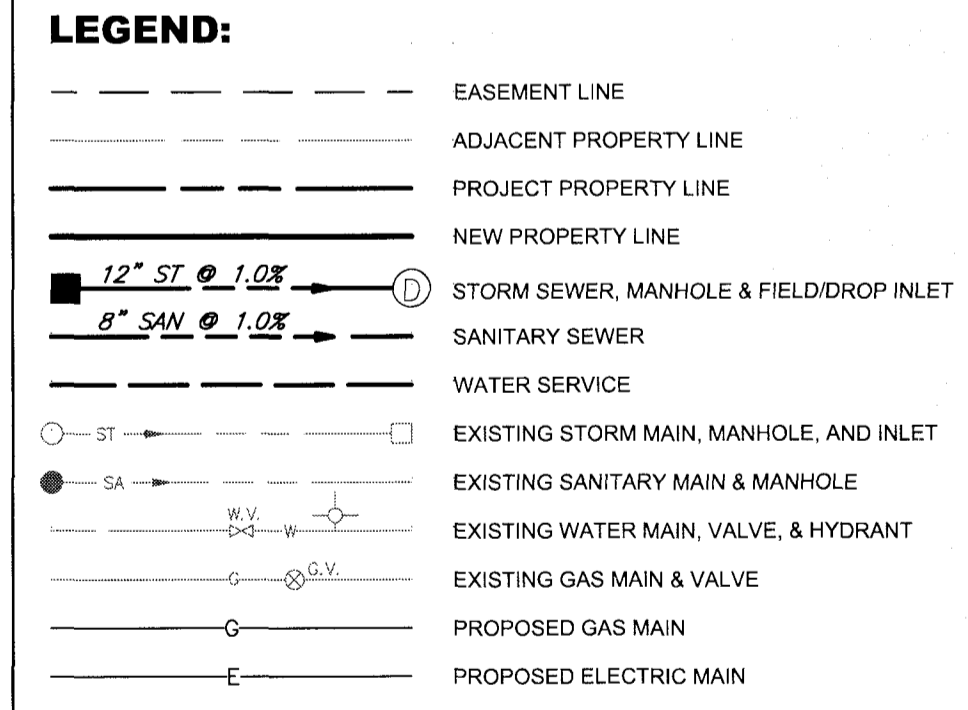 LEGEND:
EASEMENT LINE
ADJACENT PROPERTY LINE
PROJECT PROPERTY LINE
NEW PROPERTY LINE
12" ST @ 1.0% D STORM SEWER, MANHOLE & FIELD/DROP INLET
8" SAN @ 1.0% SANITARY SEWER
WATER SERVICE
ST EXISTING STORM MAIN, MANHOLE, AND INLET
SA EXISTING SANITARY MAIN & MANHOLE
W.V. W EXISTING WATER MAIN, VALVE, & HYDRANT
G G.V. EXISTING GAS MAIN & VALVE
G PROPOSED GAS MAIN
E PROPOSED ELECTRIC MAIN